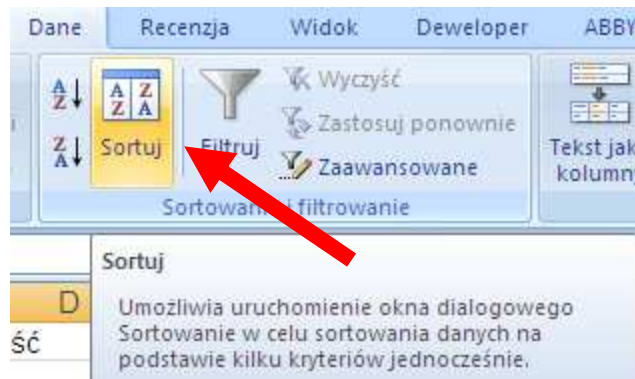 Dane Recenzja Widok Deweloper ABBY
A Z
Z A
A Z
Z A
Sortuj
Filtruj
Wyczyść
Zastosuj ponownie
Zaawansowane
Tekst jak
kolumny
Sortowanie i filtrowanie
Sortuj
D
ść
Umożliwia uruchomienie okna dialogowego
Sortowanie w celu sortowania danych na
podstawie kilku kryteriów jednocześnie.